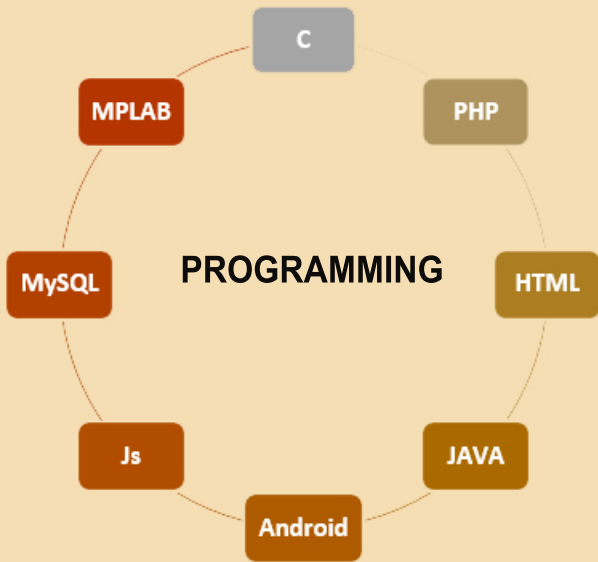 C
PHP
HTML
JAVA
Android
Js
MySQL
MPLAB
PROGRAMMING